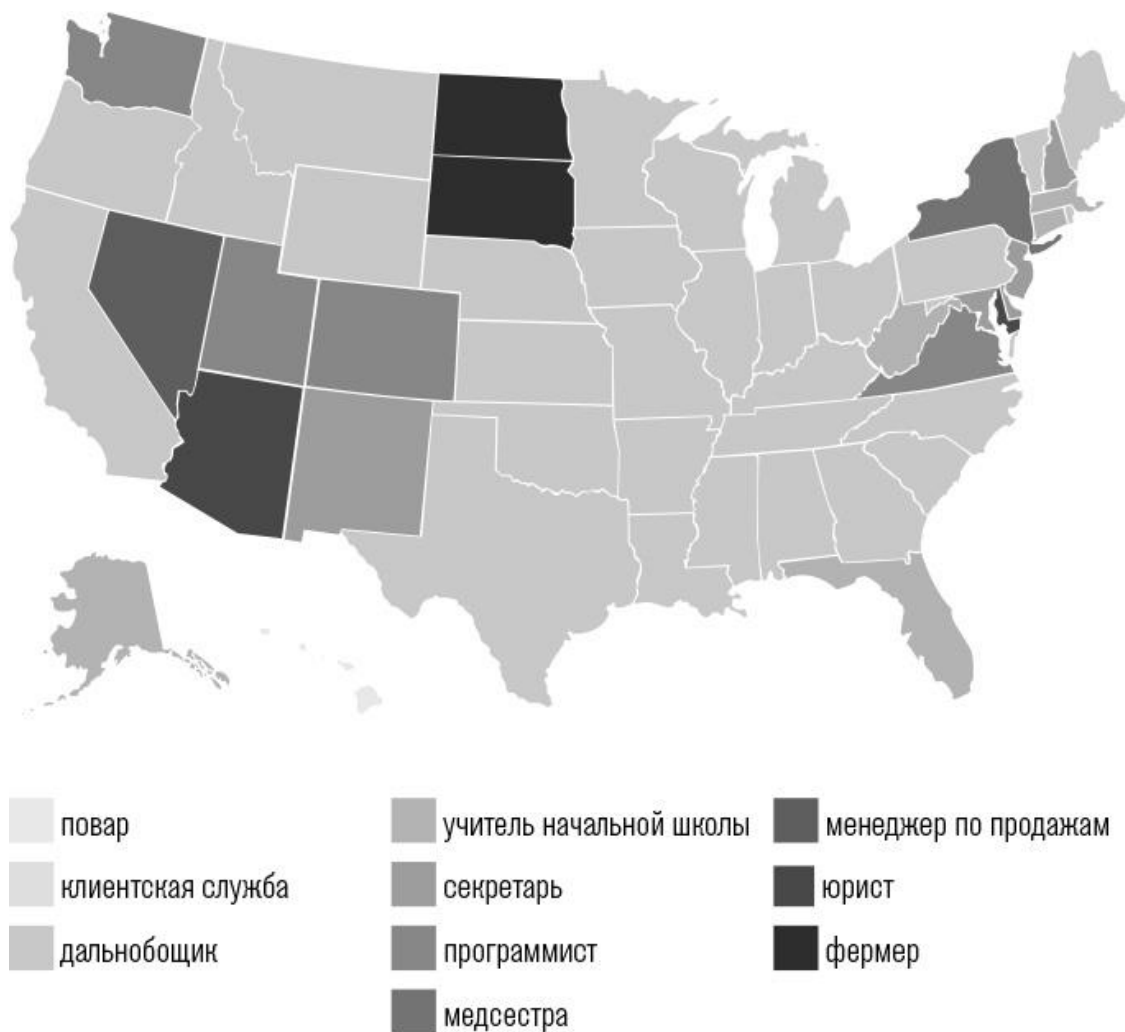 повар
клиентская служба
дальнобощик
учитель начальной школы
секретарь
программист
медсестра
менеджер по продажам
юрист
фермер